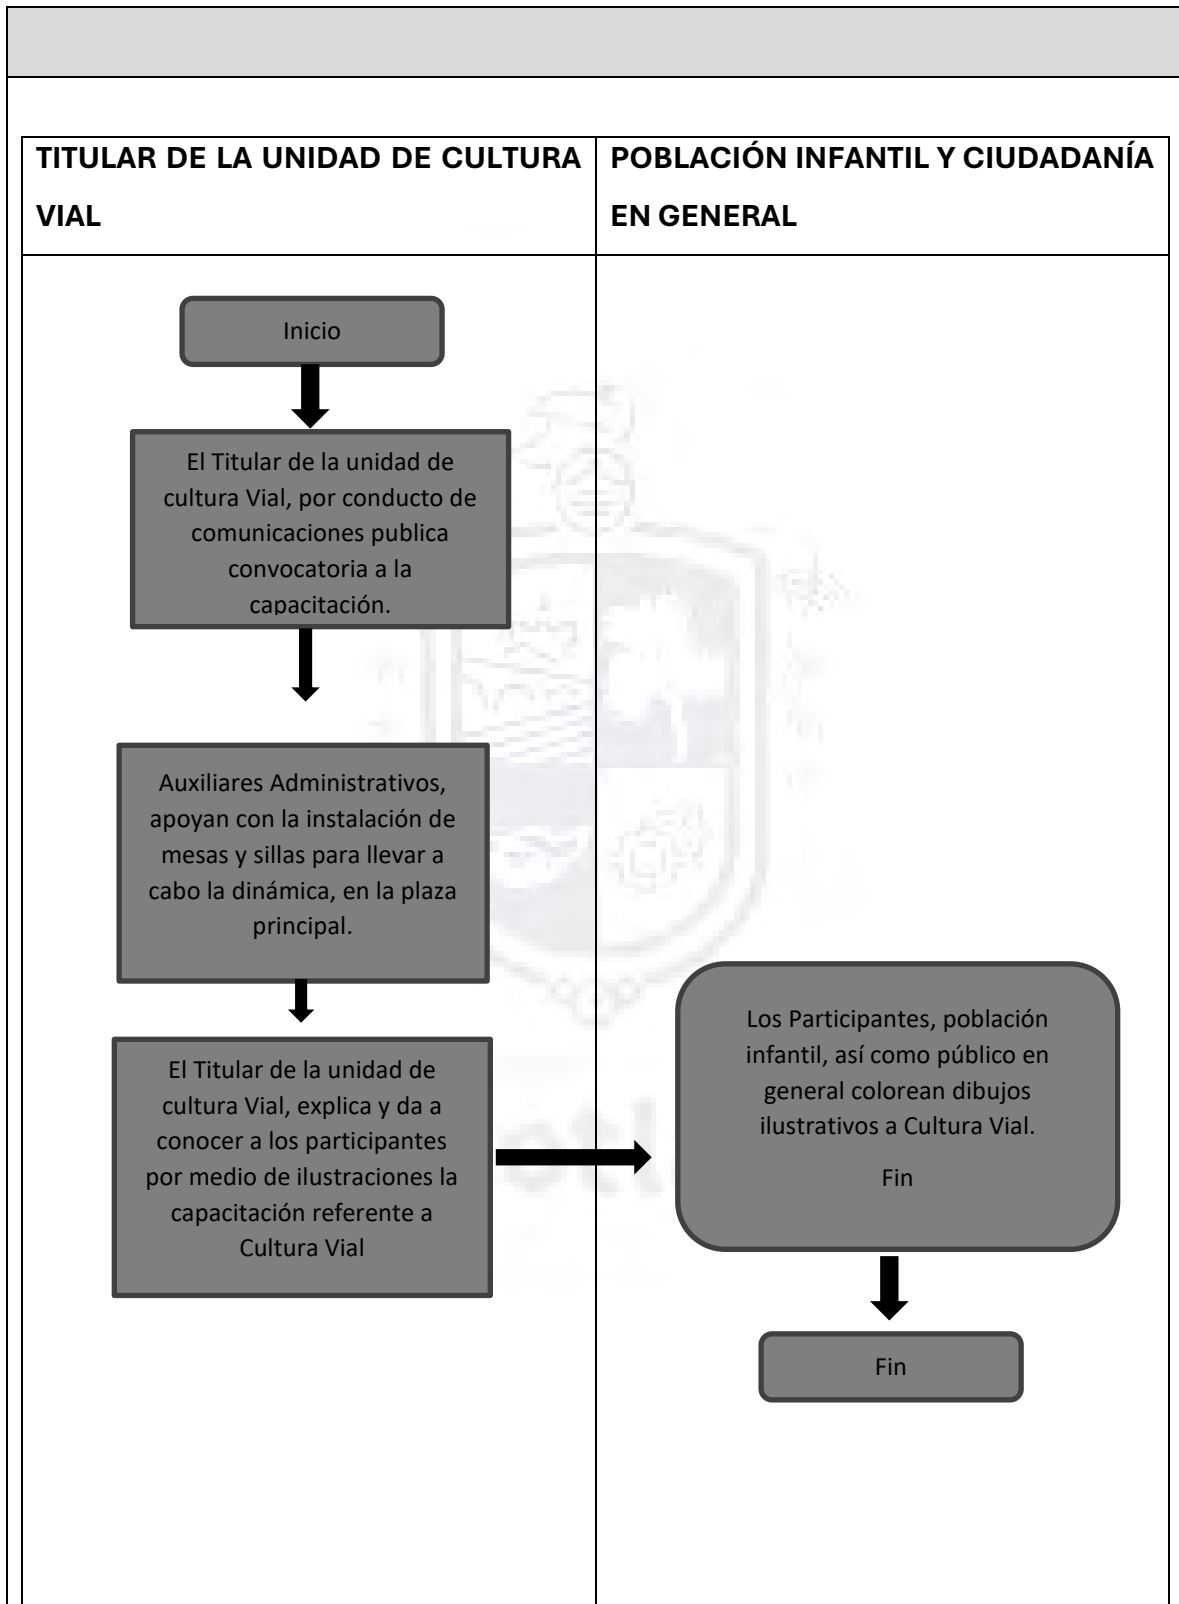 TITULAR DE LA UNIDAD DE CULTURA
VIAL
POBLACIÓN INFANTIL Y CIUDADANÍA
EN GENERAL
Inicio
El Titular de la unidad de
cultura Vial, por conducto de
comunicaciones publica
convocatoria a la
capacitación.
Auxiliares Administrativos,
apoyan con la instalación de
mesas y sillas para llevar a
cabo la dinámica, en la plaza
principal.
El Titular de la unidad de
cultura Vial, explica y da a
conocer a los participantes
por medio de ilustraciones la
capacitación referente a
Cultura Vial
Los Participantes, población
infantil, así como público en
general colorean dibujos
ilustrativos a Cultura Vial.
Fin
Fin